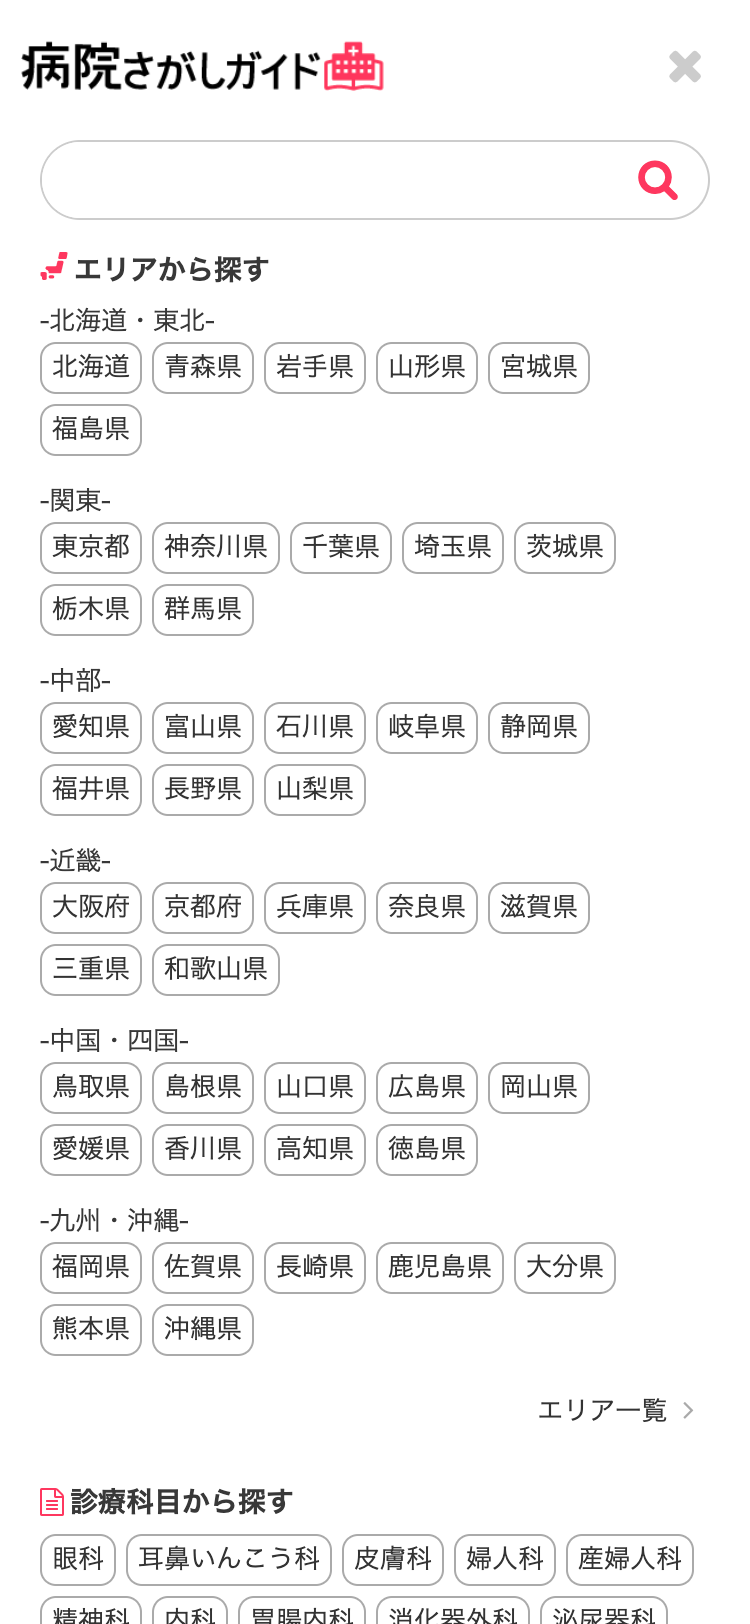 病院さがしガイド
エリアから探す
-北海道・東北-
北海道 青森県 岩手県 山形県 宮城県
福島県
-関東-
東京都 神奈川県 千葉県 埼玉県 茨城県
栃木県 群馬県
-中部-
愛知県 富山県 石川県 岐阜県 静岡県
福井県 長野県 山梨県
-近畿-
大阪府 京都府 兵庫県 奈良県 滋賀県
三重県 和歌山県
-中国・四国-
鳥取県 島根県 山口県 広島県 岡山県
愛媛県 香川県 高知県 徳島県
-九州・沖縄-
福岡県 佐賀県 長崎県 鹿児島県 大分県
熊本県 沖縄県
エリア一覧
診療科目から探す
眼科 耳鼻いんこう科 皮膚科 婦人科 産婦人科
精神科 内科 胃腸内科 消化器外科 泌尿器科